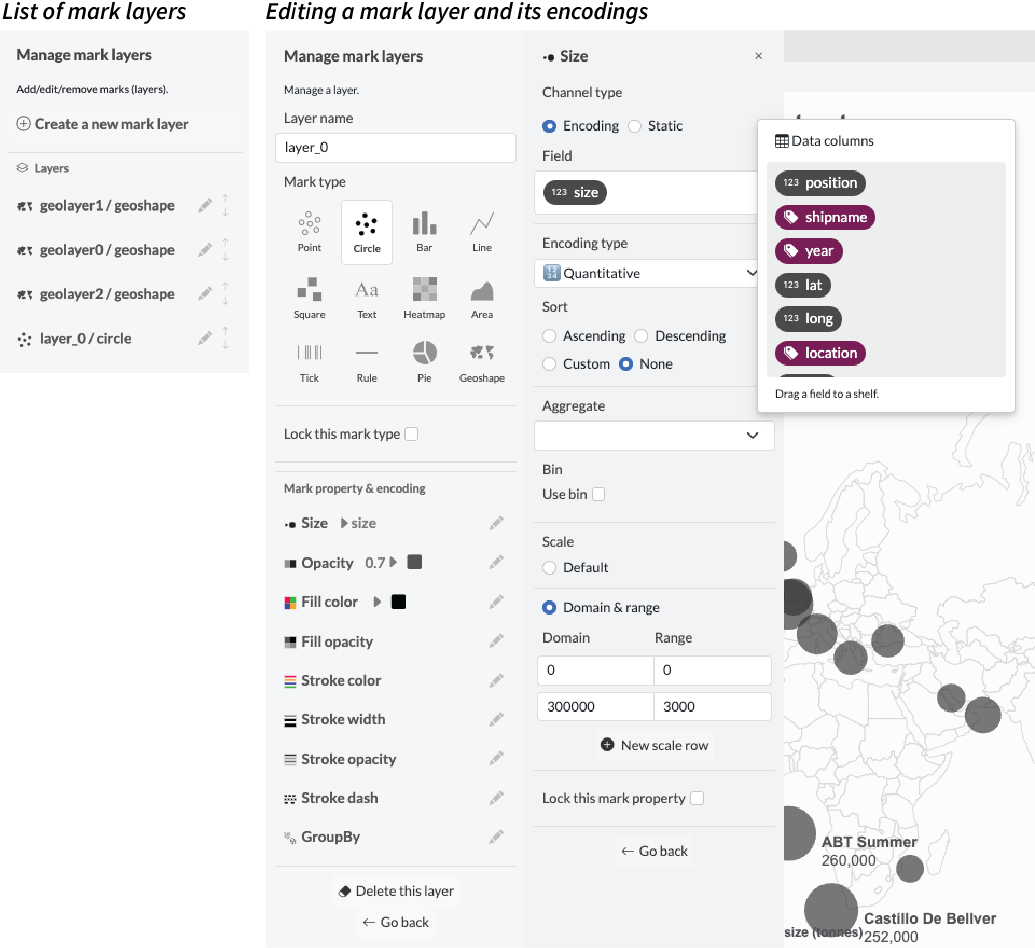 List of mark layers
Editing a mark layer and its encodings
Manage mark layers
Add/edit/remove marks (layers).
Create a new mark layer
Layers
geolayer1 / geoshape
geolayer0 / geoshape
geolayer2 / geoshape
layer_0 / circle
Manage mark layers
Manage a layer.
Layer name
layer_0
Mark type
Point
Circle
Bar
Line
Square
Aa
Text
Heatmap
Area
Tick
Rule
Pie
Geoshape
Lock this mark type
Mark property & encoding
Size size
Opacity 0.7
Fill color
Fill opacity
Stroke color
Stroke width
Stroke opacity
Stroke dash
GroupBy
Delete this layer
← Go back
Size ×
Channel type
Encoding Static
Field
123 size
Encoding type
12
34
Quantitative
Sort
Ascending Descending
Custom None
Aggregate
Bin
Use bin
Scale
Default
Domain & range
Domain Range
0 0
300000 3000
New scale row
Lock this mark property
← Go back
Data columns
123 position
shipname
year
123 lat
123 long
location
Drag a field to a shelf.
ABT Summer
260,000
Castillo De Bellver
252,000
size (tonnes)